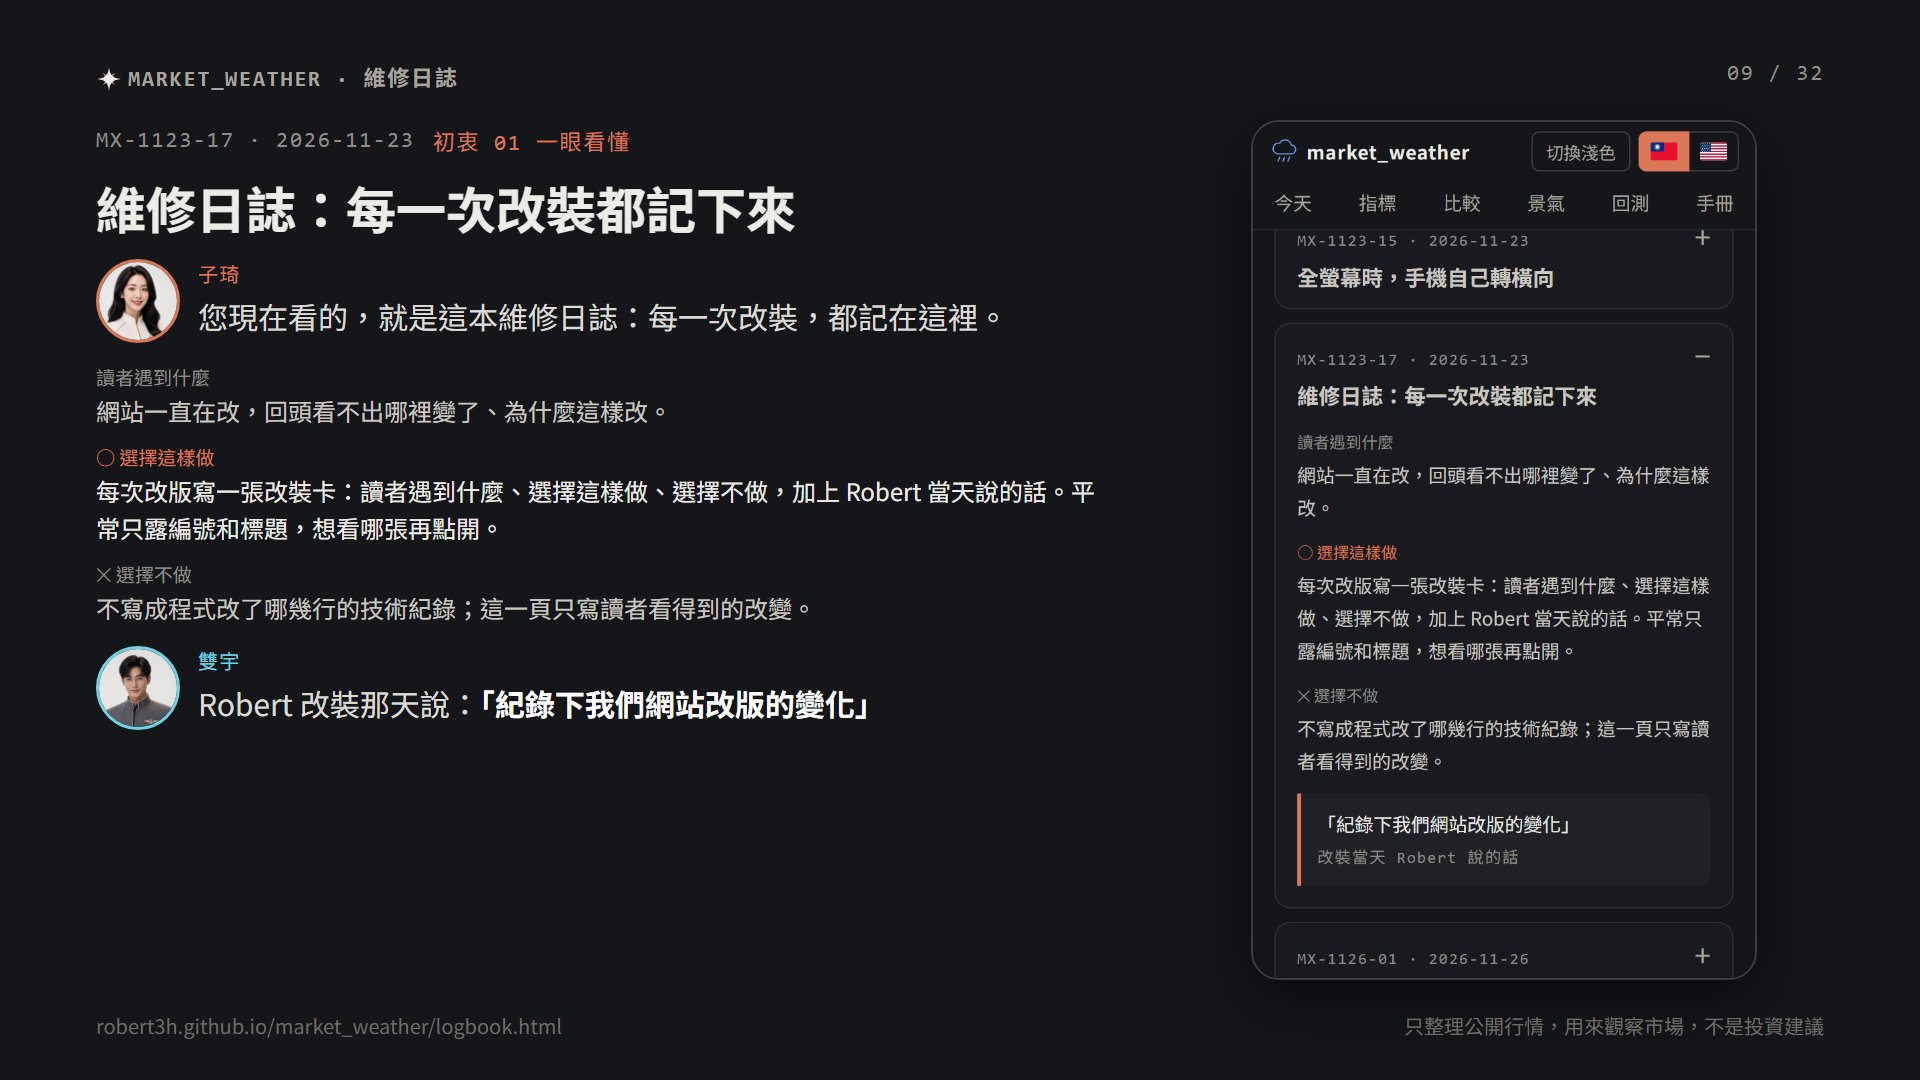 MARKET_WEATHER · 維修日誌
09 / 32
MX-1123-17 · 2026-11-23 初衷 01 一眼看懂
維修日誌：每一次改裝都記下來
子琦
您現在看的，就是這本維修日誌：每一次改裝，都記在這裡。
讀者遇到什麼
網站一直在改，回頭看不出哪裡變了、為什麼這樣改。
○ 選擇這樣做
每次改版寫一張改裝卡：讀者遇到什麼、選擇這樣做、選擇不做，加上 Robert 當天說的話。平
常只露編號和標題，想看哪張再點開。
× 選擇不做
不寫成程式改了哪幾行的技術紀錄；這一頁只寫讀者看得到的改變。
雙宇
Robert 改裝那天說：「紀錄下我們網站改版的變化」
market_weather
切換淺色
今天 指標 比較 景氣 回測 手冊
MX-1123-15 · 2026-11-23 +
全螢幕時，手機自己轉橫向
MX-1123-17 · 2026-11-23 −
維修日誌：每一次改裝都記下來
讀者遇到什麼
網站一直在改，回頭看不出哪裡變了、為什麼這樣
改。
○ 選擇這樣做
每次改版寫一張改裝卡：讀者遇到什麼、選擇這樣
做、選擇不做，加上 Robert 當天說的話。平常只
露編號和標題，想看哪張再點開。
× 選擇不做
不寫成程式改了哪幾行的技術紀錄；這一頁只寫讀
者看得到的改變。
「紀錄下我們網站改版的變化」
改裝當天 Robert 說的話
MX-1126-01 · 2026-11-26 +
robert3h.github.io/market_weather/logbook.html
只整理公開行情，用來觀察市場，不是投資建議